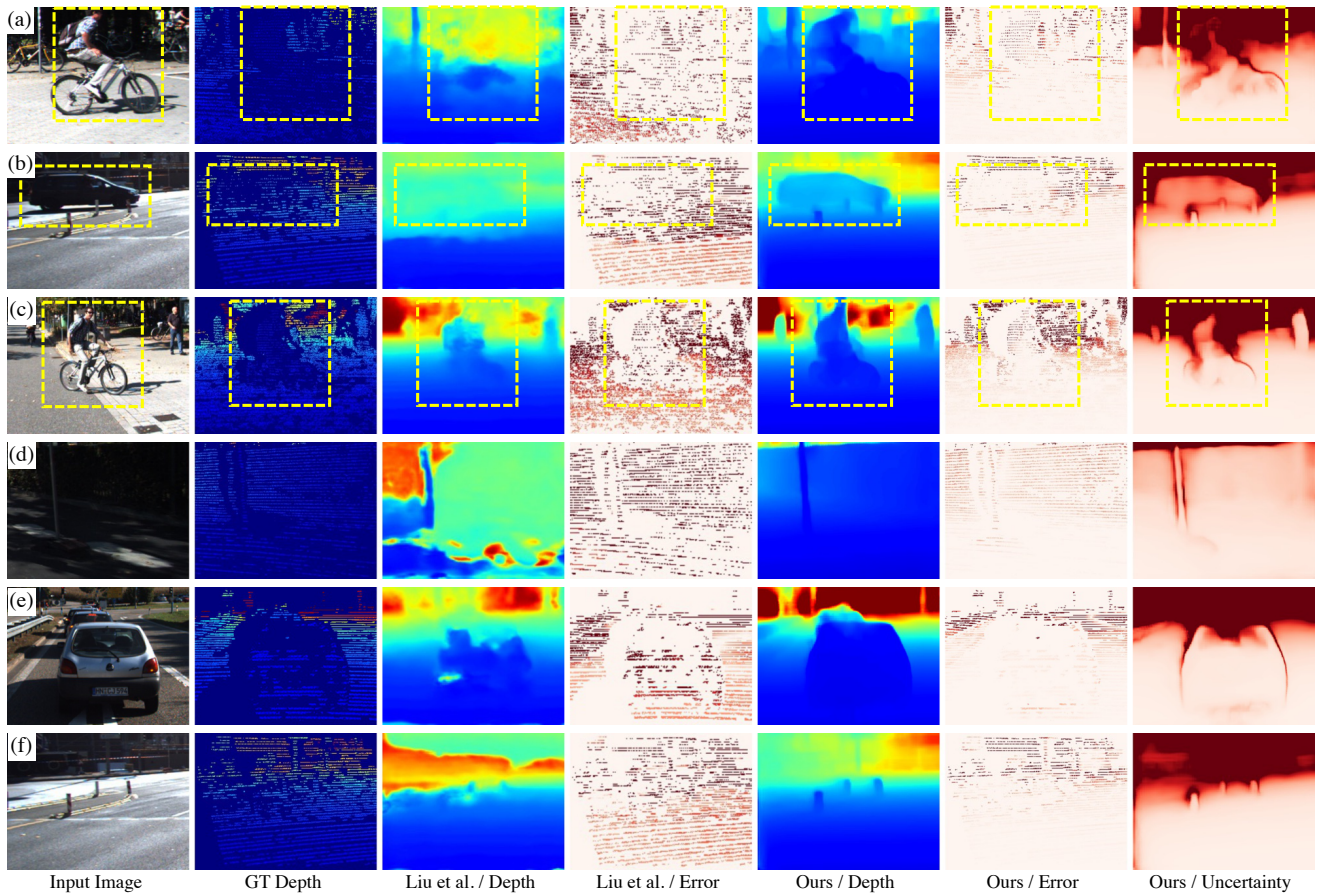 (a)
(b)
(c)
(d)
(e)
(f)
Input Image GT Depth Liu et al. / Depth Liu et al. / Error Ours / Depth Ours / Error Ours / Uncertainty